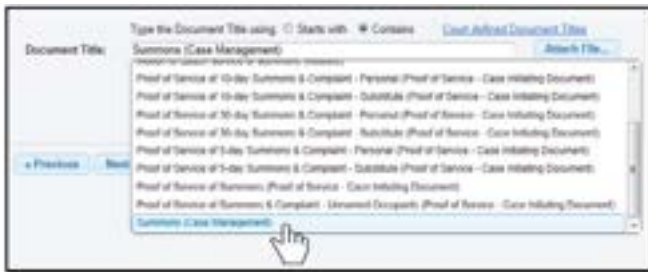 Type the Document Title using: Starts with Contains Court defined Document Titles
Document Title: Summons (Case Management) Attach File...
Proof of Service of 10-day Summons & Complaint - Personal (Proof of Service - Case Initiating Document)
Proof of Service of 10-day Summons & Complaint - Substitute (Proof of Service - Case Initiating Document)
Proof of Service of 30-day Summons & Complaint - Personal (Proof of Service - Case Initiating Document)
Proof of Service of 30-day Summons & Complaint - Substitute (Proof of Service - Case Initiating Document)
Proof of Service of 5-day Summons & Complaint - Personal (Proof of Service - Case Initiating Document)
« Previous Next
Proof of Service of 5-day Summons & Complaint - Substitute (Proof of Service - Case Initiating Document)
Proof of Service of Summons (Proof of Service - Case Initiating Document)
Proof of Service of Summons & Complaint - Unnamed Occupants (Proof of Service - Case Initiating Document)
Summons (Case Management)